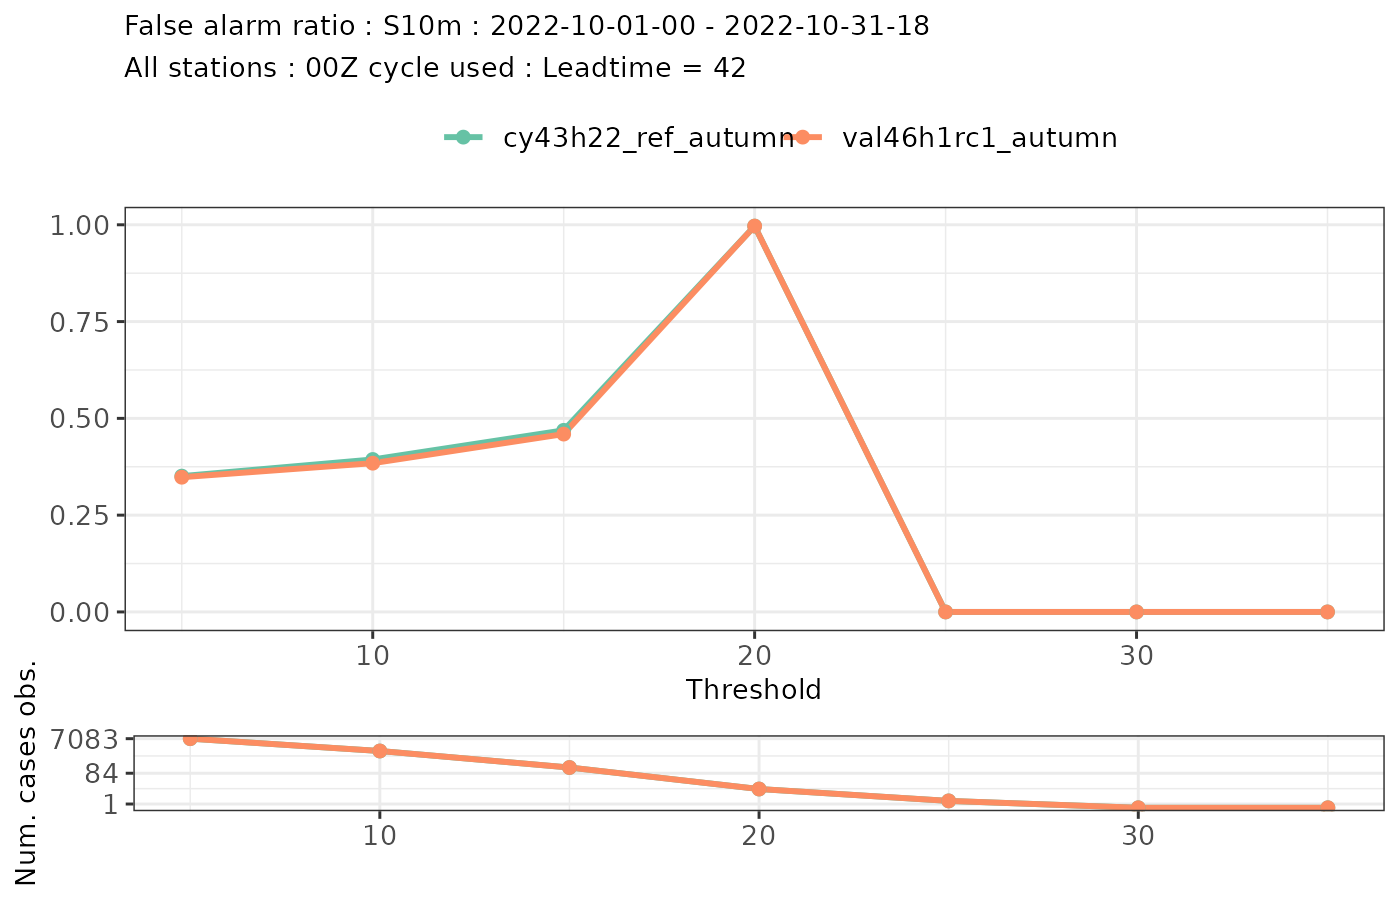 False alarm ratio : S10m : 2022-10-01-00 - 2022-10-31-18
All stations : 00Z cycle used : Leadtime = 42
cy43h22_ref_autumn val46h1rc1_autumn
1.00
0.75
0.50
0.25
0.00
10 20 30
Threshold
Num. cases obs.
7083
84
1
10 20 30